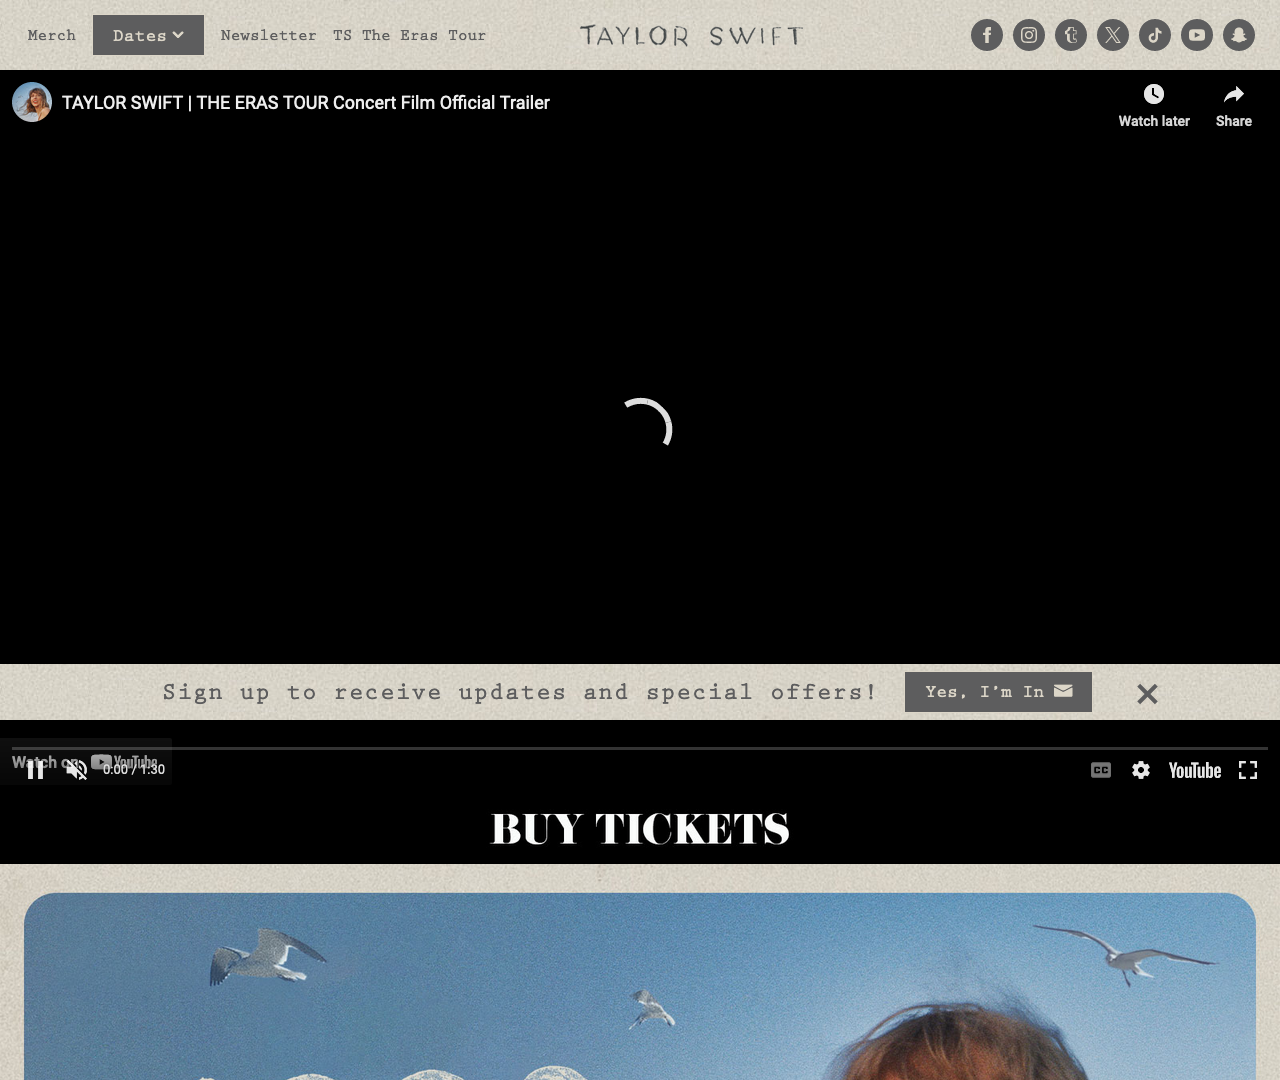 Merch
Dates
Newsletter
TS The Eras Tour
TAYLOR SWIFT
TAYLOR SWIFT | THE ERAS TOUR Concert Film Official Trailer
Watch later
Share
Sign up to receive updates and special offers!
Yes, I'm In
Watch on
YouTube
0:00 / 1:30
CC
YouTube
BUY TICKETS